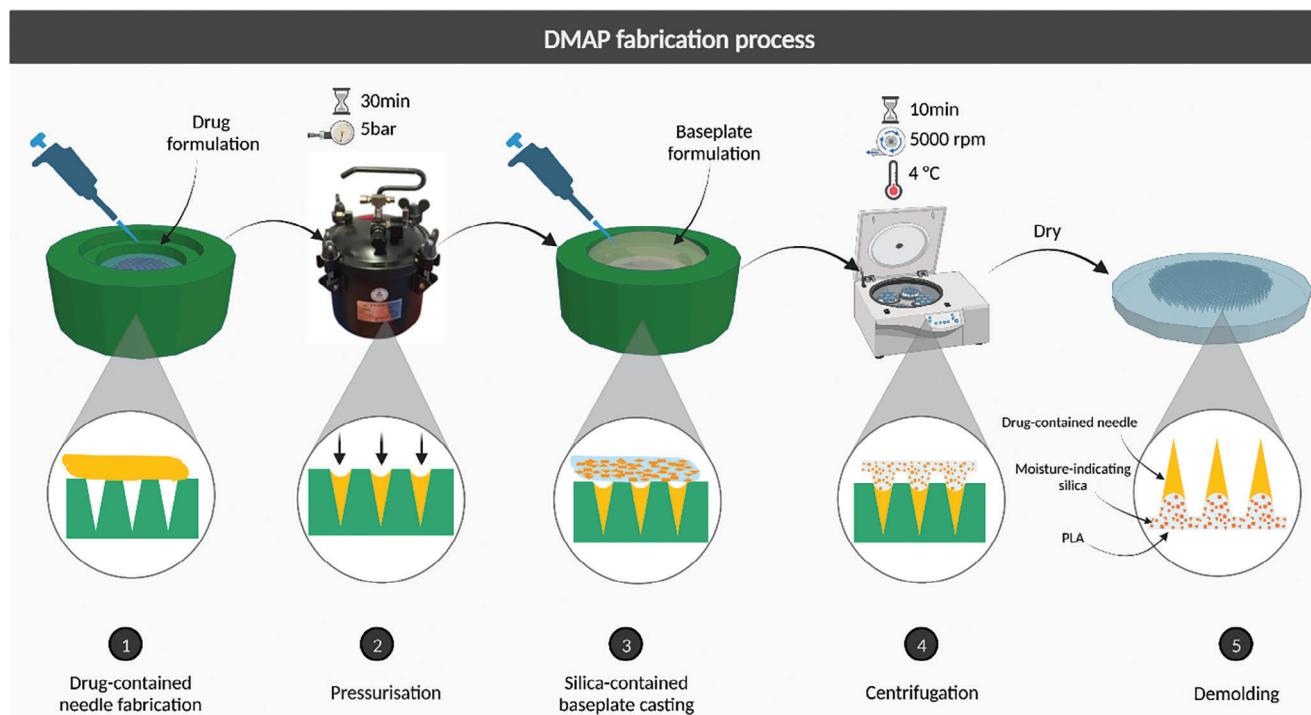 DMAP fabrication process
Drug
formulation
30min
5bar
Baseplate
formulation
10min
5000 rpm
4 °C
Dry
Drug-contained needle
Moisture-indicating
silica
PLA
1
Drug-contained
needle fabrication
2
Pressurisation
3
Silica-contained
baseplate casting
4
Centrifugation
5
Demolding